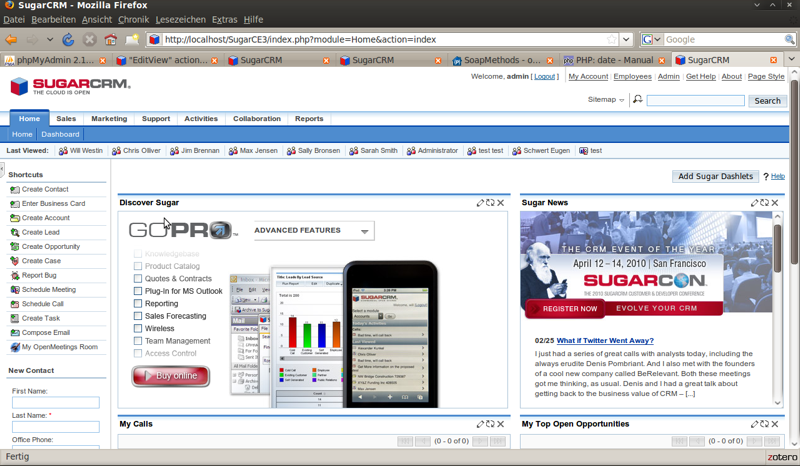 SugarCRM - Mozilla Firefox
Datei Bearbeiten Ansicht Chronik Lesezeichen Extras Hilfe
http://localhost/SugarCE3/index.php?module=Home&action=index
Google
phpMyAdmin 2.1...
"EditView" action...
SugarCRM
SugarCRM
SoapMethods - o...
PHP: date - Manual
SugarCRM
SUGARCRM.
THE CLOUD IS OPEN
Welcome, admin [ Logout ]
My Account Employees Admin Get Help About Page Style
Sitemap
Search
Home Sales Marketing Support Activities Collaboration Reports
Home Dashboard
Last Viewed: Will Westin Chris Oliver Jim Brennan Max Jensen Sally Bronsen Sarah Smith Administrator test test Schwert Eugen test
Add Sugar Dashlets
? Help
Shortcuts
Create Contact
Enter Business Card
Create Account
Create Lead
Create Opportunity
Create Case
Report Bug
Schedule Meeting
Schedule Call
Create Task
Compose Email
My OpenMeetings Room
New Contact
First Name:
Last Name: *
Office Phone:
Discover Sugar
GOPRO
ADVANCED FEATURES
Knowledgebase
Product Catalog
Quotes & Contracts
Plug-in for MS Outlook
Reporting
Sales Forecasting
Wireless
Team Management
Access Control
Buy online
Sugar News
THE CRM EVENT OF THE YEAR
April 12 – 14, 2010 | San Francisco
SUGARCON
THE 2010 SUGARCRM CUSTOMER & DEVELOPER CONFERENCE
REGISTER NOW EVOLVE YOUR CRM
02/25 What if Twitter Went Away?
I just had a series of great calls with analysts today, including the
always erudite Denis Pombriant. And I also met with the founders
of a cool new company called BeRelevant. Both these meetings
got me thinking, as usual. Denis and I had a great talk about
getting back to the business value of CRM – [...]
My Calls
(0 - 0 of 0)
My Top Open Opportunities
(0 - 0 of 0)
Fertig
zotero